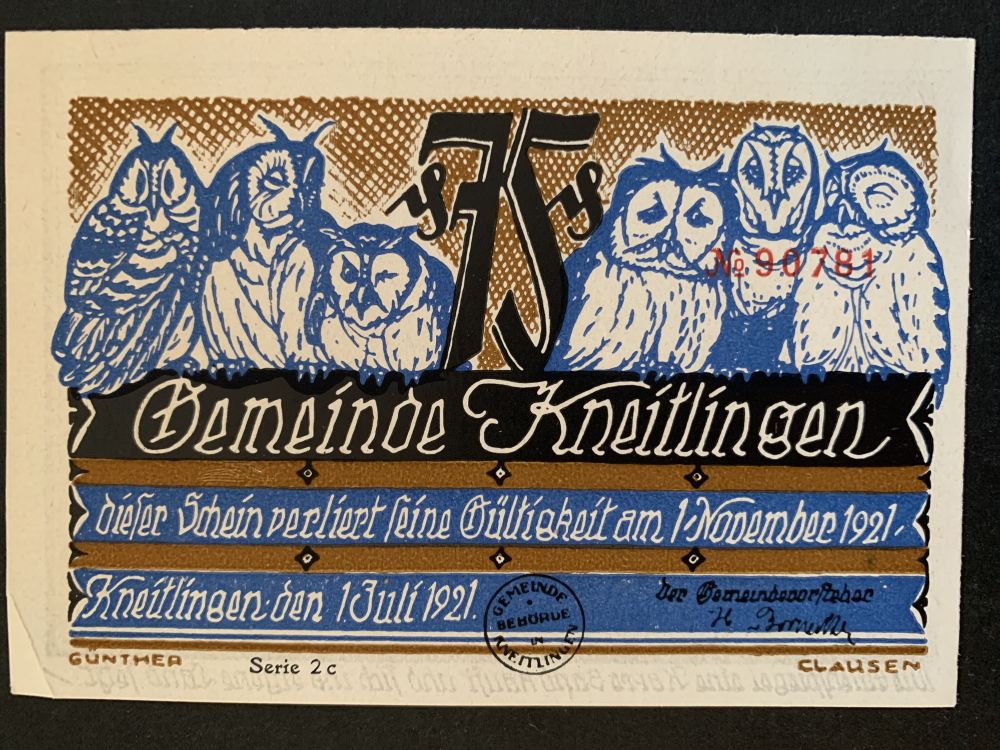 75
₰ ₰
№ 90781
Gemeinde Kneitlingen
dieſer Schein verliert ſeine Gültigkeit am 1. November 1921.
Kneitlingen den 1. Juli 1921.
GEMEINDE
BEHÖRDE
IN
KNEITLINGEN
Der Gemeindevorſteher
GÜNTHER
Serie 2c
CLAUSEN